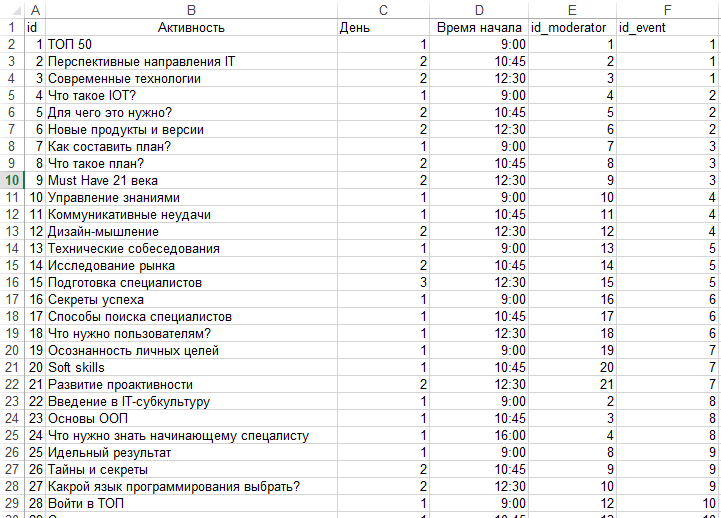 A B C D E F
1 id Активность День Время начала id_moderator id_event
2 1 ТОП 50 1 9:00 1 1
3 2 Перспективные направления IT 2 10:45 2 1
4 3 Современные технологии 2 12:30 3 1
5 4 Что такое IOT? 1 9:00 4 2
6 5 Для чего это нужно? 2 10:45 5 2
7 6 Новые продукты и версии 2 12:30 6 2
8 7 Как составить план? 1 9:00 7 3
9 8 Что такое план? 2 10:45 8 3
10 9 Must Have 21 века 2 12:30 9 3
11 10 Управление знаниями 1 9:00 10 4
12 11 Коммуникативные неудачи 1 10:45 11 4
13 12 Дизайн-мышление 2 12:30 12 4
14 13 Технические собеседования 1 9:00 13 5
15 14 Исследование рынка 2 10:45 14 5
16 15 Подготовка специалистов 3 12:30 15 5
17 16 Секреты успеха 1 9:00 16 6
18 17 Способы поиска специалистов 1 10:45 17 6
19 18 Что нужно пользователям? 1 12:30 18 6
20 19 Осознанность личных целей 1 9:00 19 7
21 20 Soft skills 1 10:45 20 7
22 21 Развитие проактивности 2 12:30 21 7
23 22 Введение в IT-субкультуру 1 9:00 2 8
24 23 Основы ООП 1 10:45 3 8
25 24 Что нужно знать начинающему спецалисту 1 16:00 4 8
26 25 Идельный результат 1 9:00 8 9
27 26 Тайны и секреты 2 10:45 9 9
28 27 Какрой язык программирования выбрать? 2 12:30 10 9
29 28 Войти в ТОП 1 9:00 12 10